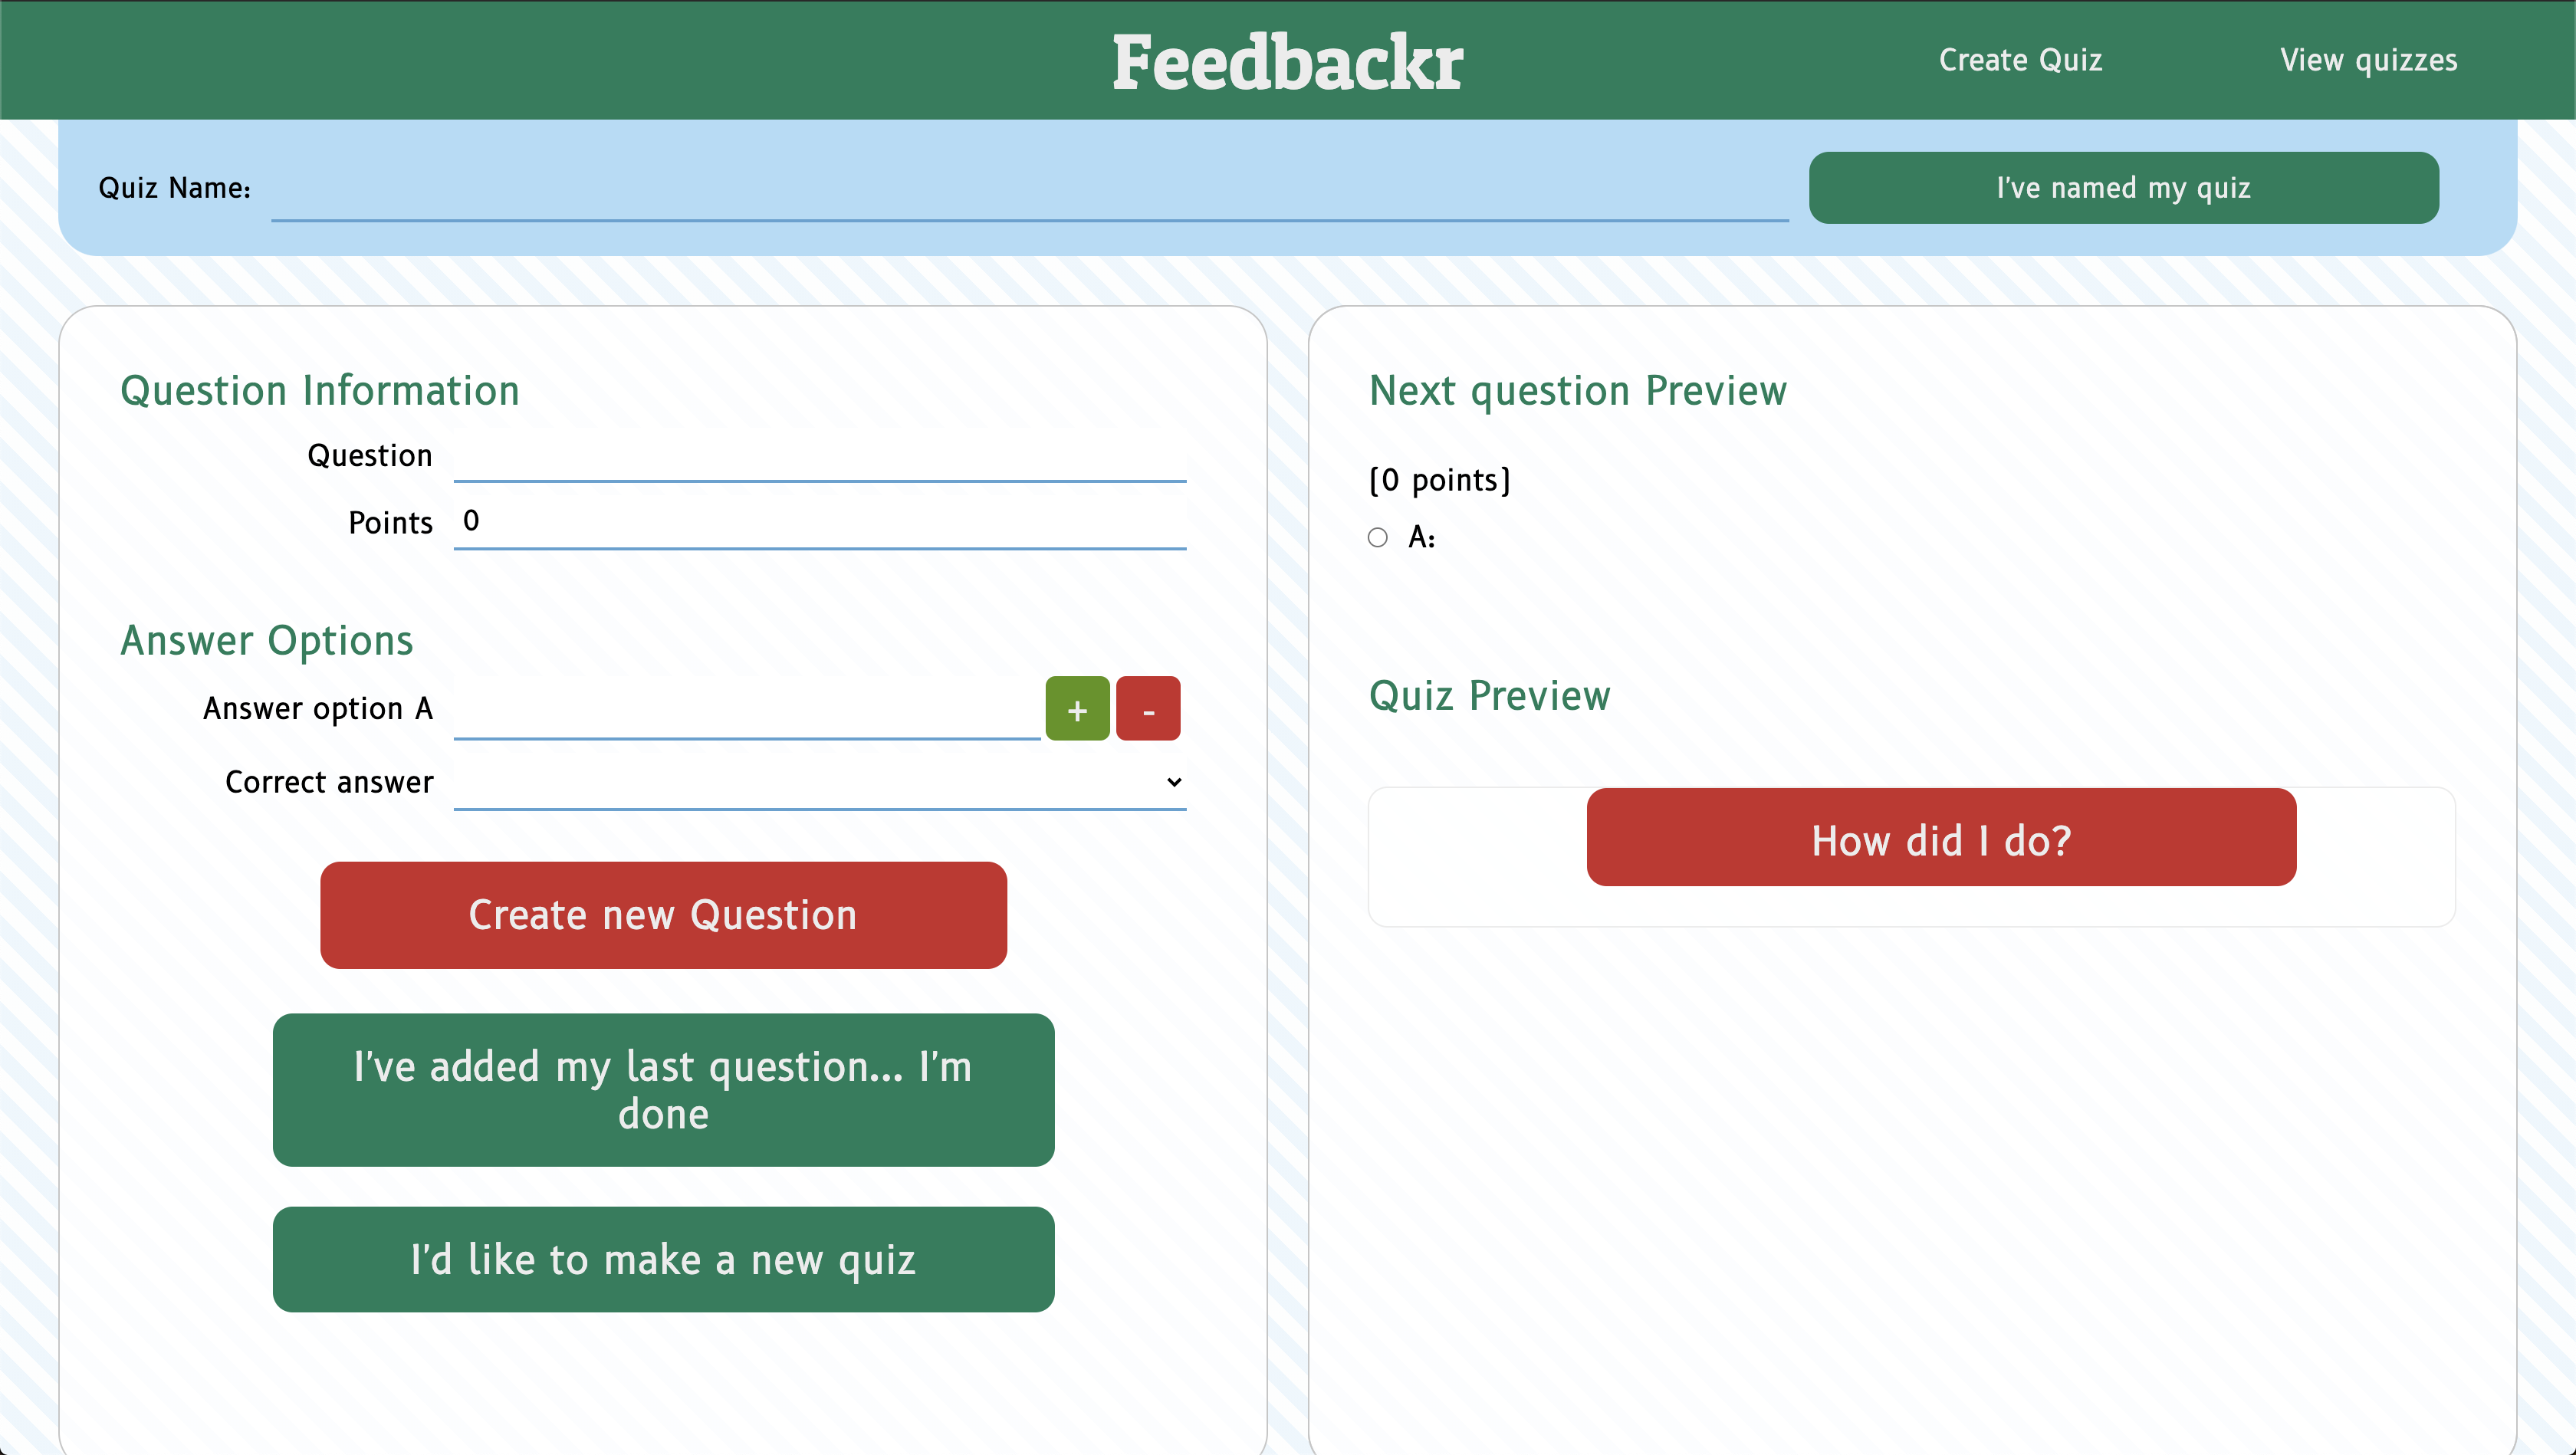 Feedbackr
Create Quiz
View quizzes
Quiz Name:
I've named my quiz
Question Information
Question
Points
0
Answer Options
Answer option A
+
-
Correct answer
Create new Question
I've added my last question... I'm
done
I'd like to make a new quiz
Next question Preview
[0 points]
A:
Quiz Preview
How did I do?